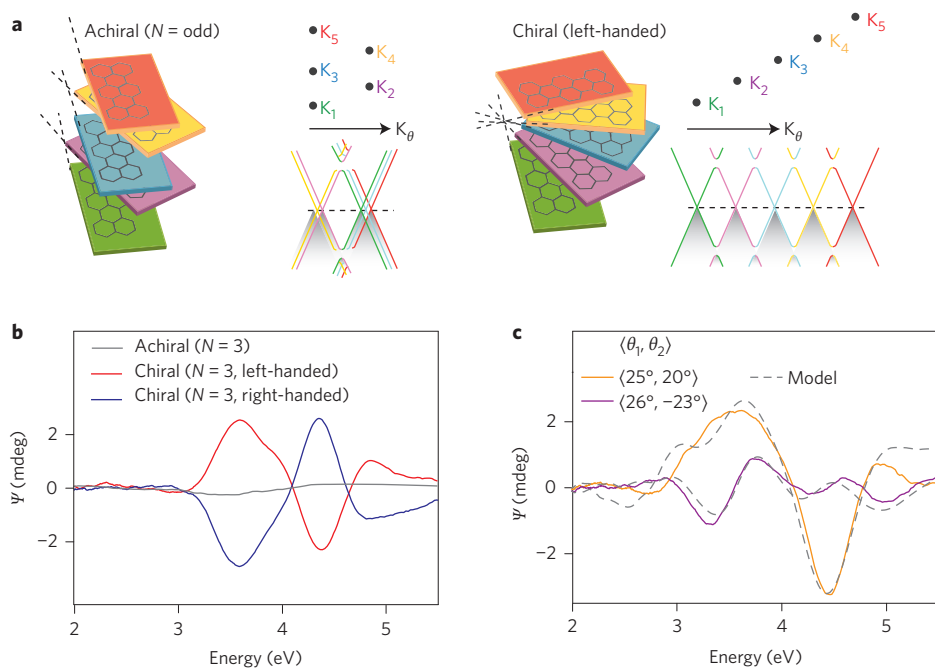 a
Achiral (N = odd)
K5
K4
K3
K2
K1
Kθ
Chiral (left-handed)
K5
K4
K3
K2
K1
Kθ
b
Achiral (N = 3)
Chiral (N = 3, left-handed)
Chiral (N = 3, right-handed)
Ψ (mdeg)
2
0
−2
2 3 4 5
Energy (eV)
c
⟨θ1, θ2⟩
⟨25°, 20°⟩ Model
⟨26°, −23°⟩
Ψ (mdeg)
2
0
−2
2 3 4 5
Energy (eV)